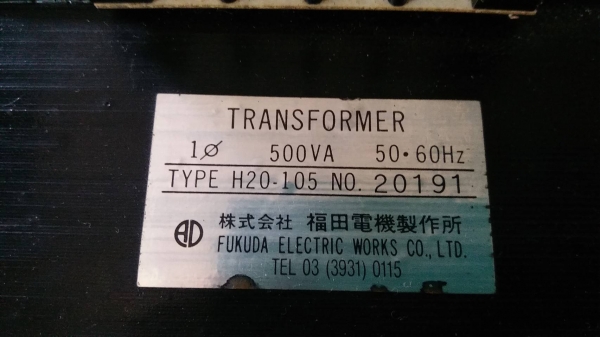 TRANSFORMER
1ø 500VA 50·60Hz
TYPE H20-105 NO. 20191
株式会社 福田電機製作所
FUKUDA ELECTRIC WORKS CO., LTD.
TEL 03 (3931) 0115